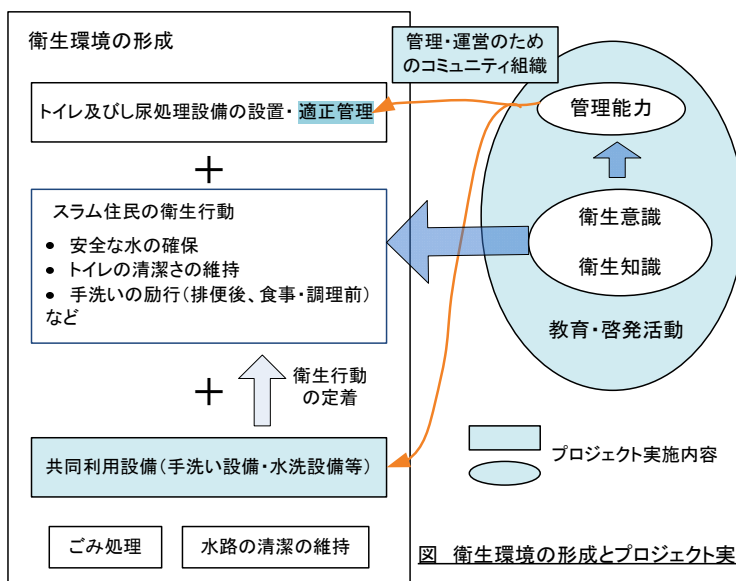 衛生環境の形成
管理・運営のため
のコミュニティ組織
トイレ及びし尿処理設備の設置・適正管理
管理能力
＋
スラム住民の衛生行動
● 安全な水の確保
● トイレの清潔さの維持
● 手洗いの励行（排便後、食事・調理前）
など
衛生意識
衛生知識
教育・啓発活動
＋
衛生行動
の定着
共同利用設備（手洗い設備・水洗設備等）
プロジェクト実施内容
ごみ処理
水路の清潔の維持
図 衛生環境の形成とプロジェクト実